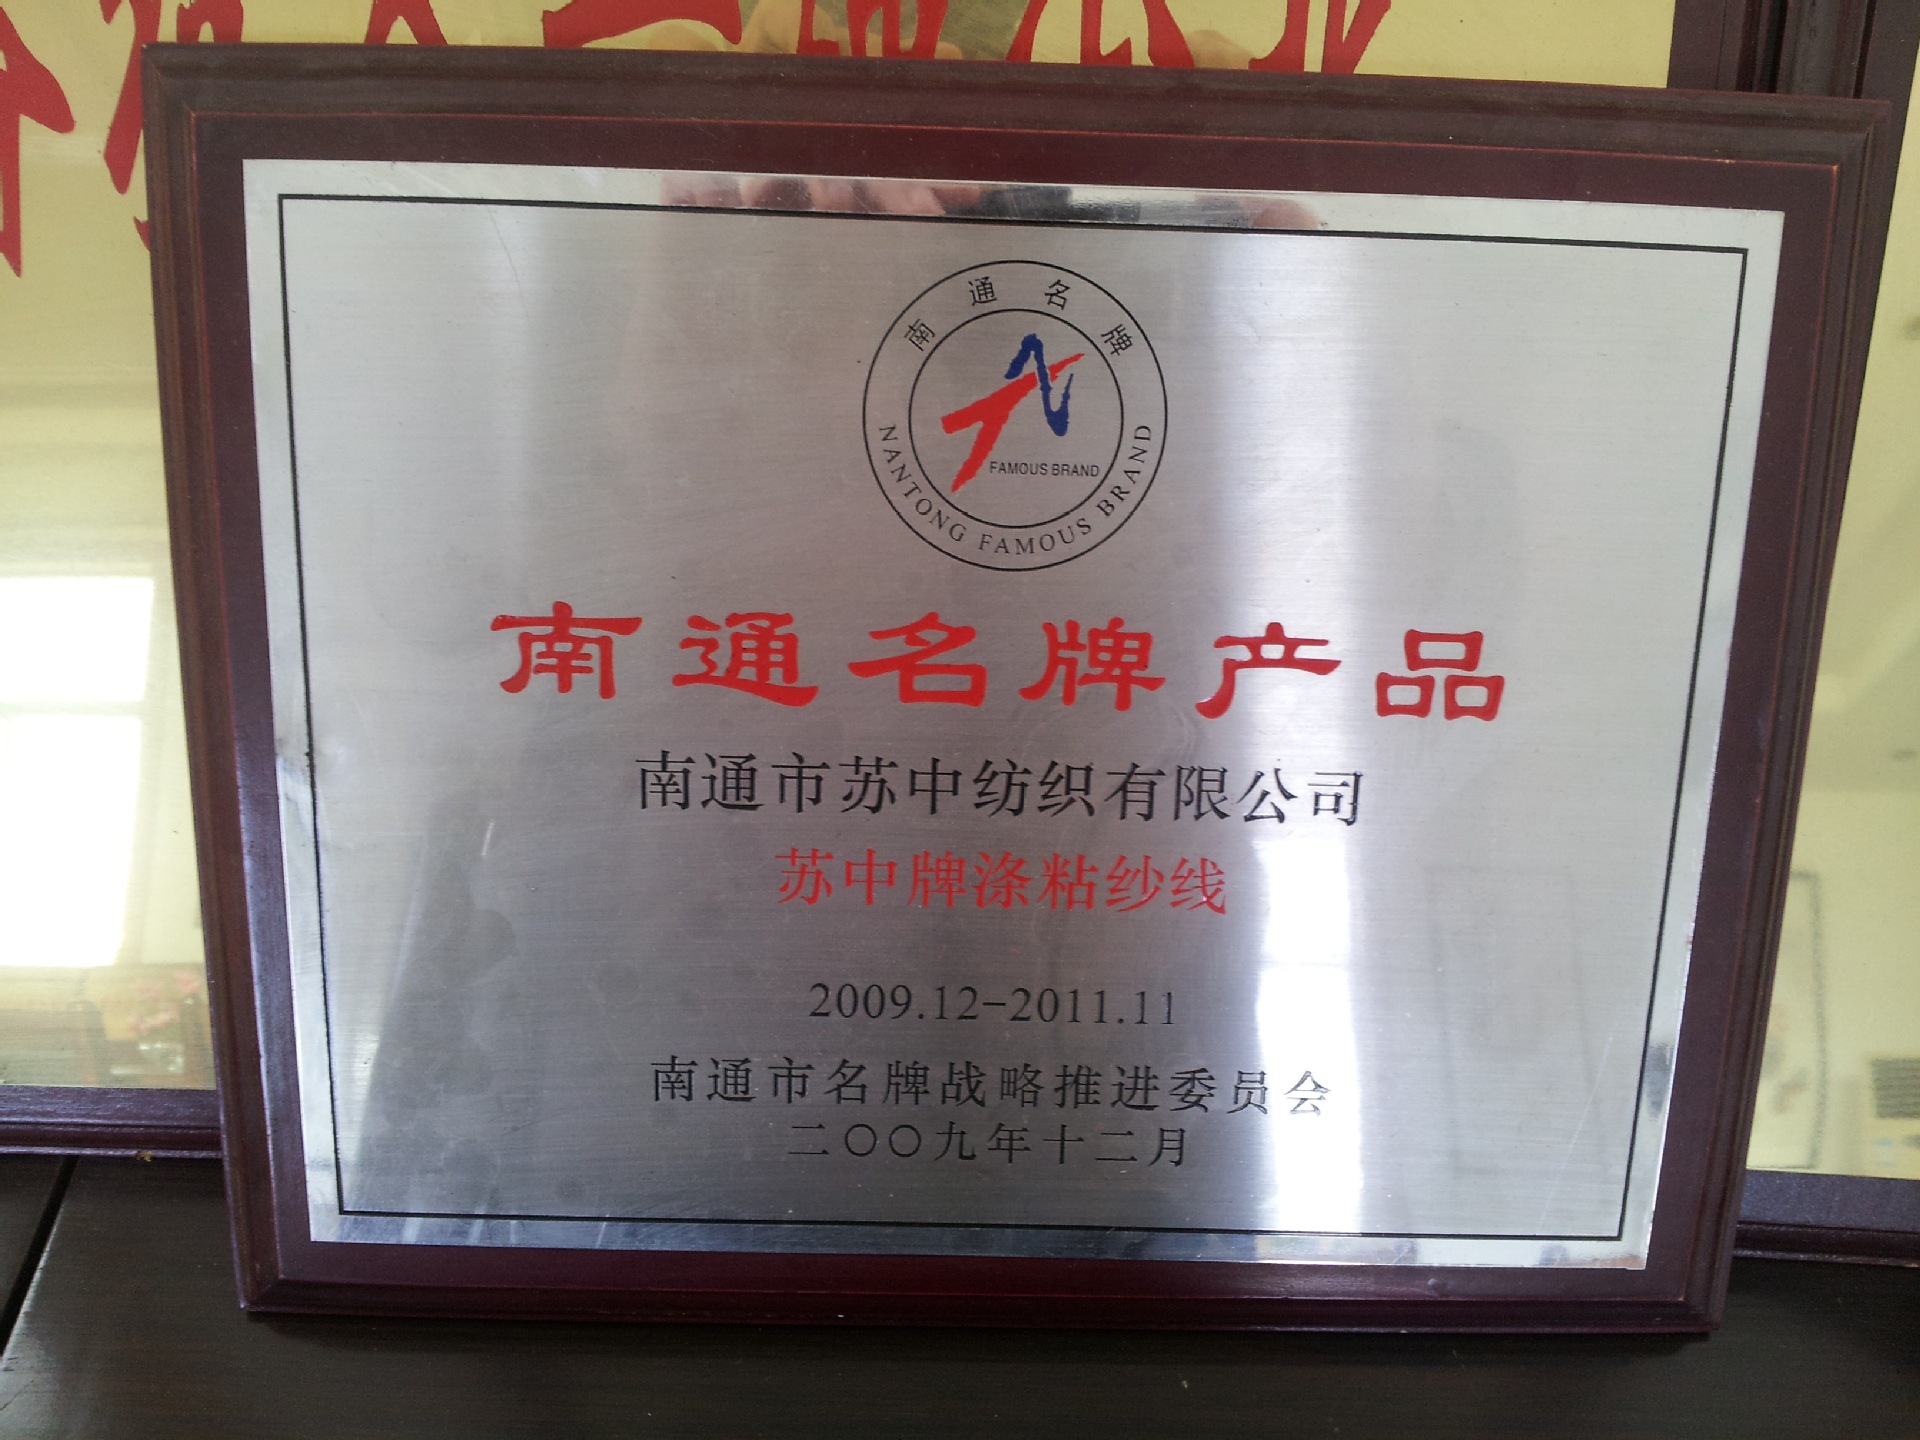 南通名牌
FAMOUS BRAND
NANTONG FAMOUS BRAND
南通名牌产品
南通市苏中纺织有限公司
苏中牌涤粘纱线
2009.12-2011.11
南通市名牌战略推进委员会
二〇〇九年十二月